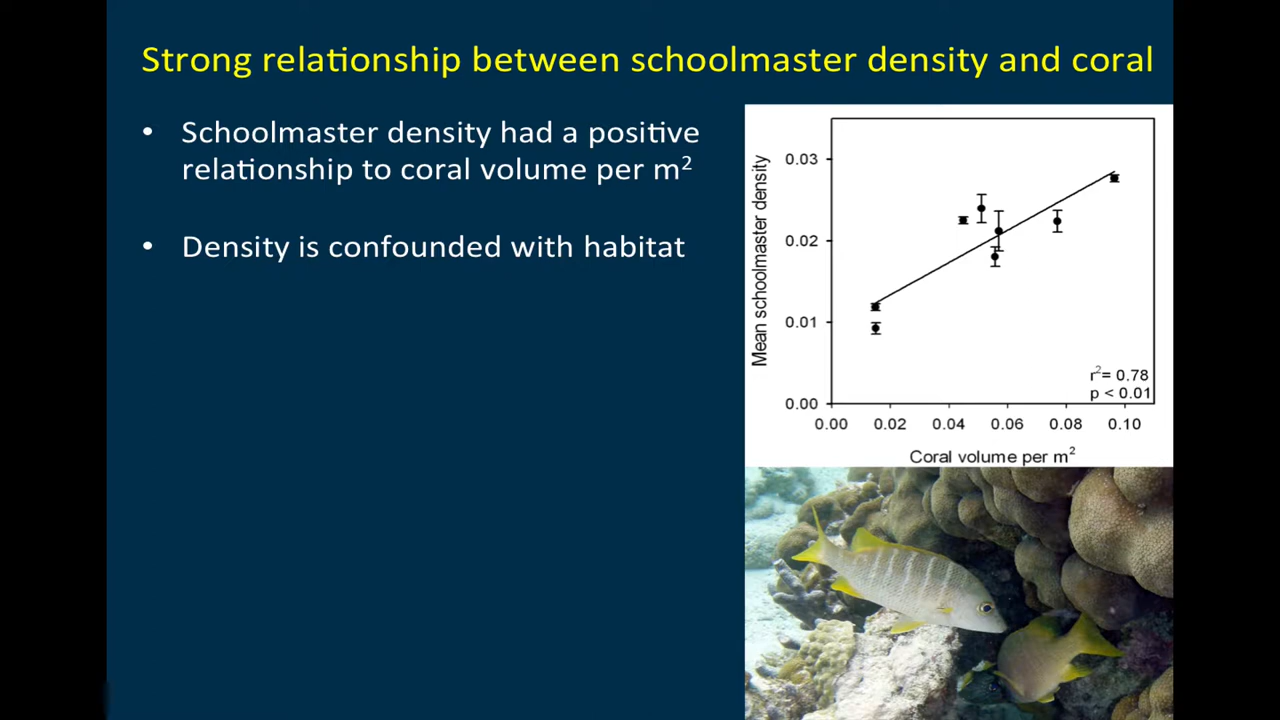 Strong relationship between schoolmaster density and coral
• Schoolmaster density had a positive
relationship to coral volume per m²
• Density is confounded with habitat
Mean schoolmaster density
0.03
0.02
0.01
0.00
r²= 0.78
p < 0.01
0.00 0.02 0.04 0.06 0.08 0.10
Coral volume per m²